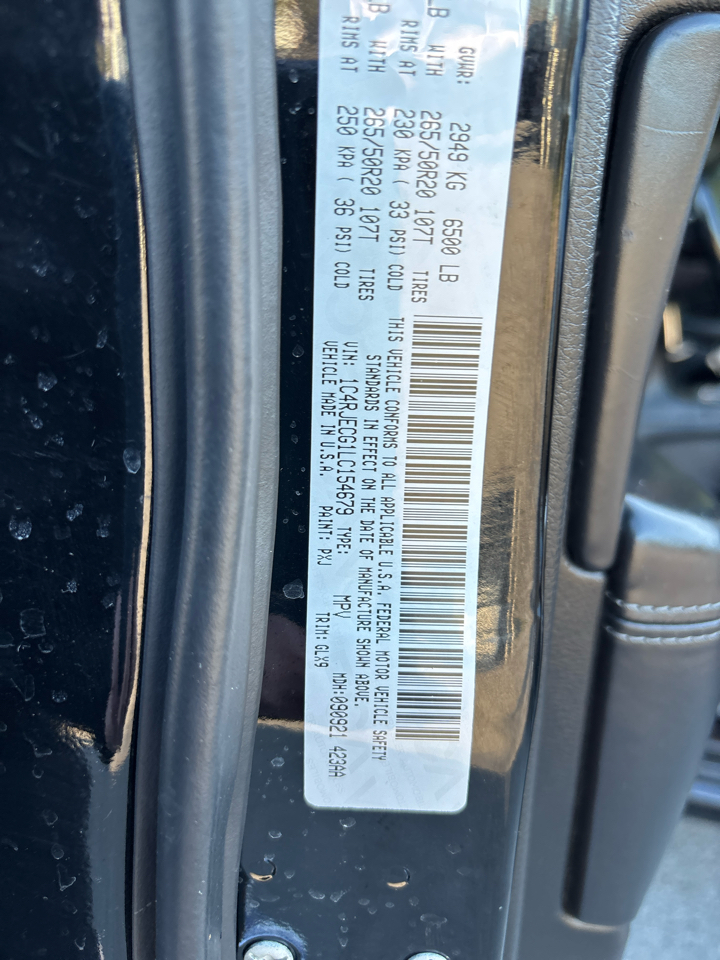 GVWR: 2949 KG 6500 LB
LB WITH 265/50R20 107T TIRES
RIMS AT 230 KPA ( 33 PSI) COLD
LB WITH 265/50R20 107T TIRES
RIMS AT 250 KPA ( 36 PSI) COLD
THIS VEHICLE CONFORMS TO ALL APPLICABLE U.S.A. FEDERAL MOTOR VEHICLE SAFETY
STANDARDS IN EFFECT ON THE DATE OF MANUFACTURE SHOWN ABOVE.
VIN: 1C4RJECG1LC154679 TYPE: MPV MDH:090921 423AA
VEHICLE MADE IN U.S.A. PAINT: PXJ TRIM: GLX9